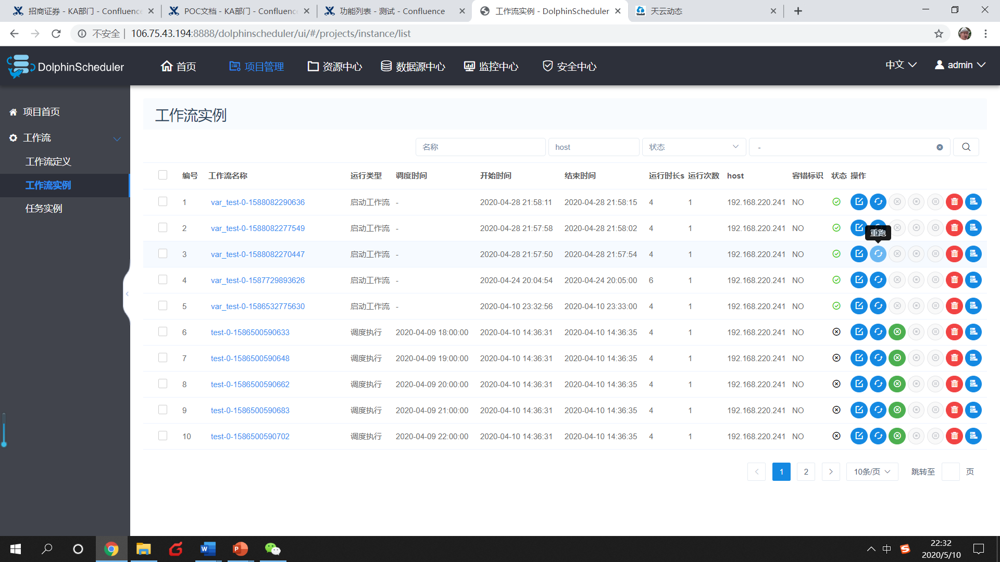 招商证券 - KA部门 - Confluence
POC文档 - KA部门 - Confluence
功能列表 - 测试 - Confluence
工作流实例 - DolphinScheduler
天云动态
不安全 | 106.75.43.194:8888/dolphinscheduler/ui/#/projects/instance/list
DolphinScheduler 首页 项目管理 资源中心 数据源中心 监控中心 安全中心 中文 admin
项目首页
工作流
工作流定义
工作流实例
任务实例
工作流实例
名称 host 状态 -
编号 工作流名称 运行类型 调度时间 开始时间 结束时间 运行时长s 运行次数 host 容错标识 状态 操作
1 var_test-0-1588082290636 启动工作流 - 2020-04-28 21:58:11 2020-04-28 21:58:15 4 1 192.168.220.241 NO
2 var_test-0-1588082277549 启动工作流 - 2020-04-28 21:57:58 2020-04-28 21:58:02 4 1 192.168.220.241 NO
重跑
3 var_test-0-1588082270447 启动工作流 - 2020-04-28 21:57:50 2020-04-28 21:57:54 4 1 192.168.220.241 NO
4 var_test-0-1587729893626 启动工作流 - 2020-04-24 20:04:54 2020-04-24 20:05:00 6 1 192.168.220.241 NO
5 var_test-0-1586532775630 启动工作流 - 2020-04-10 23:32:56 2020-04-10 23:33:00 4 1 192.168.220.241 NO
6 test-0-1586500590633 调度执行 2020-04-09 18:00:00 2020-04-10 14:36:31 2020-04-10 14:36:35 4 1 192.168.220.241 NO
7 test-0-1586500590648 调度执行 2020-04-09 19:00:00 2020-04-10 14:36:31 2020-04-10 14:36:35 4 1 192.168.220.241 NO
8 test-0-1586500590662 调度执行 2020-04-09 20:00:00 2020-04-10 14:36:31 2020-04-10 14:36:35 4 1 192.168.220.241 NO
9 test-0-1586500590683 调度执行 2020-04-09 21:00:00 2020-04-10 14:36:31 2020-04-10 14:36:35 4 1 192.168.220.241 NO
10 test-0-1586500590702 调度执行 2020-04-09 22:00:00 2020-04-10 14:36:31 2020-04-10 14:36:35 4 1 192.168.220.241 NO
1 2 10条/页 跳转至 页
中
22:32
2020/5/10